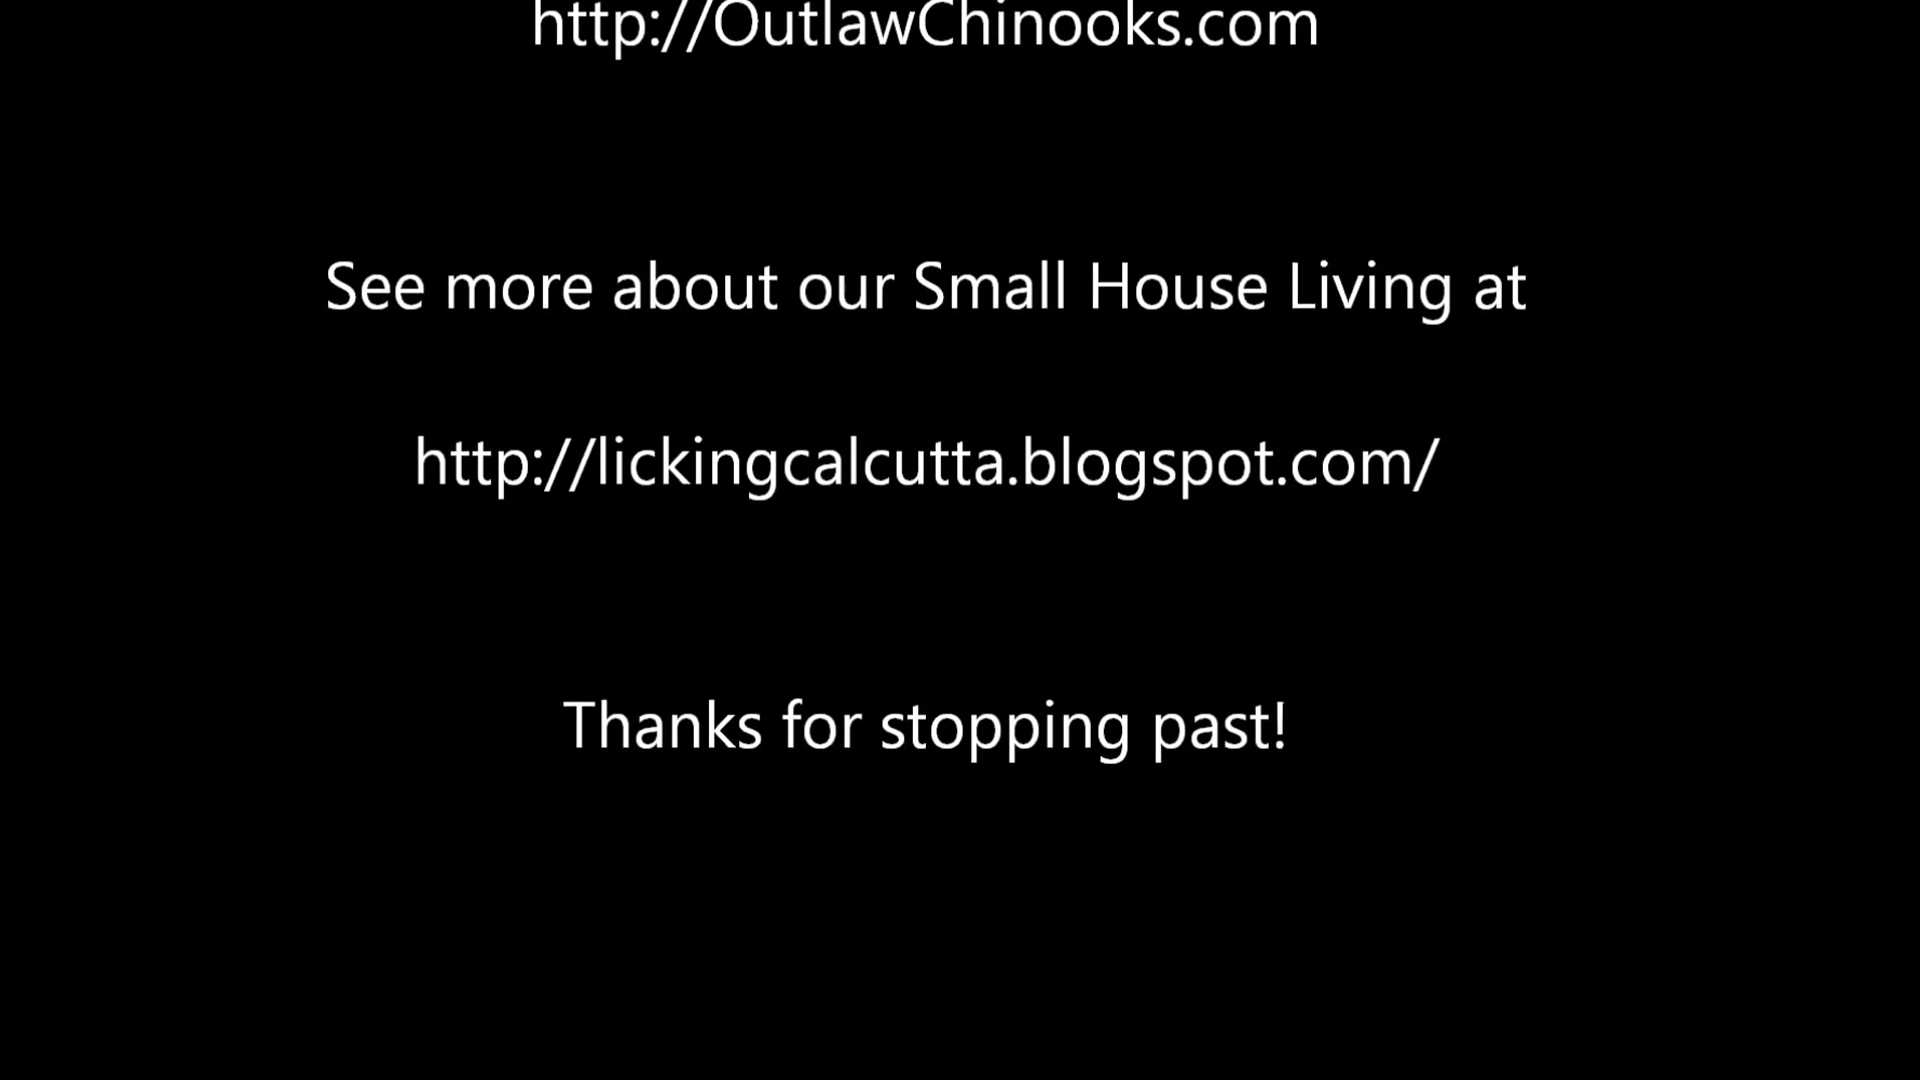 http://OutlawChinooks.com
See more about our Small House Living at
http://lickingcalcutta.blogspot.com/
Thanks for stopping past!